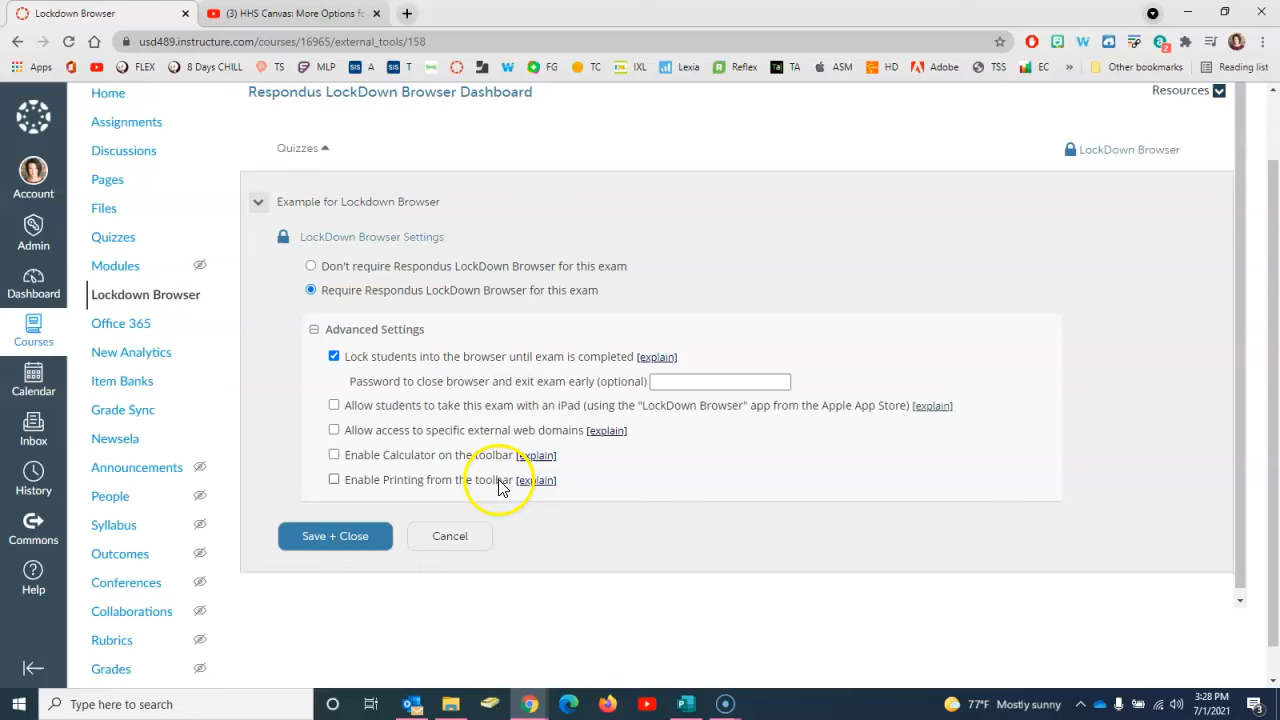 Lockdown Browser
(3) HHS Canvas: More Options fo
usd489.instructure.com/courses/16965/external_tools/158
Apps
FLEX
8 Days CHILL
TS
MLP
SIS A
SIS T
FG
TC
IXL
Lexia
Reflex
TA
ASM
HD
Adobe
TSS
EC
»
Other bookmarks
Reading list
Account
Admin
Dashboard
Courses
Calendar
Inbox
History
Commons
Help
Home
Assignments
Discussions
Pages
Files
Quizzes
Modules
Lockdown Browser
Office 365
New Analytics
Item Banks
Grade Sync
Newsela
Announcements
People
Syllabus
Outcomes
Conferences
Collaborations
Rubrics
Grades
Respondus LockDown Browser Dashboard
Resources
Quizzes
LockDown Browser
Example for Lockdown Browser
LockDown Browser Settings
Don't require Respondus LockDown Browser for this exam
Require Respondus LockDown Browser for this exam
Advanced Settings
Lock students into the browser until exam is completed [explain]
Password to close browser and exit exam early (optional)
Allow students to take this exam with an iPad (using the "LockDown Browser" app from the Apple App Store) [explain]
Allow access to specific external web domains [explain]
Enable Calculator on the toolbar [explain]
Enable Printing from the toolbar [explain]
Save + Close
Cancel
Type here to search
77°F Mostly sunny
3:28 PM
7/1/2021